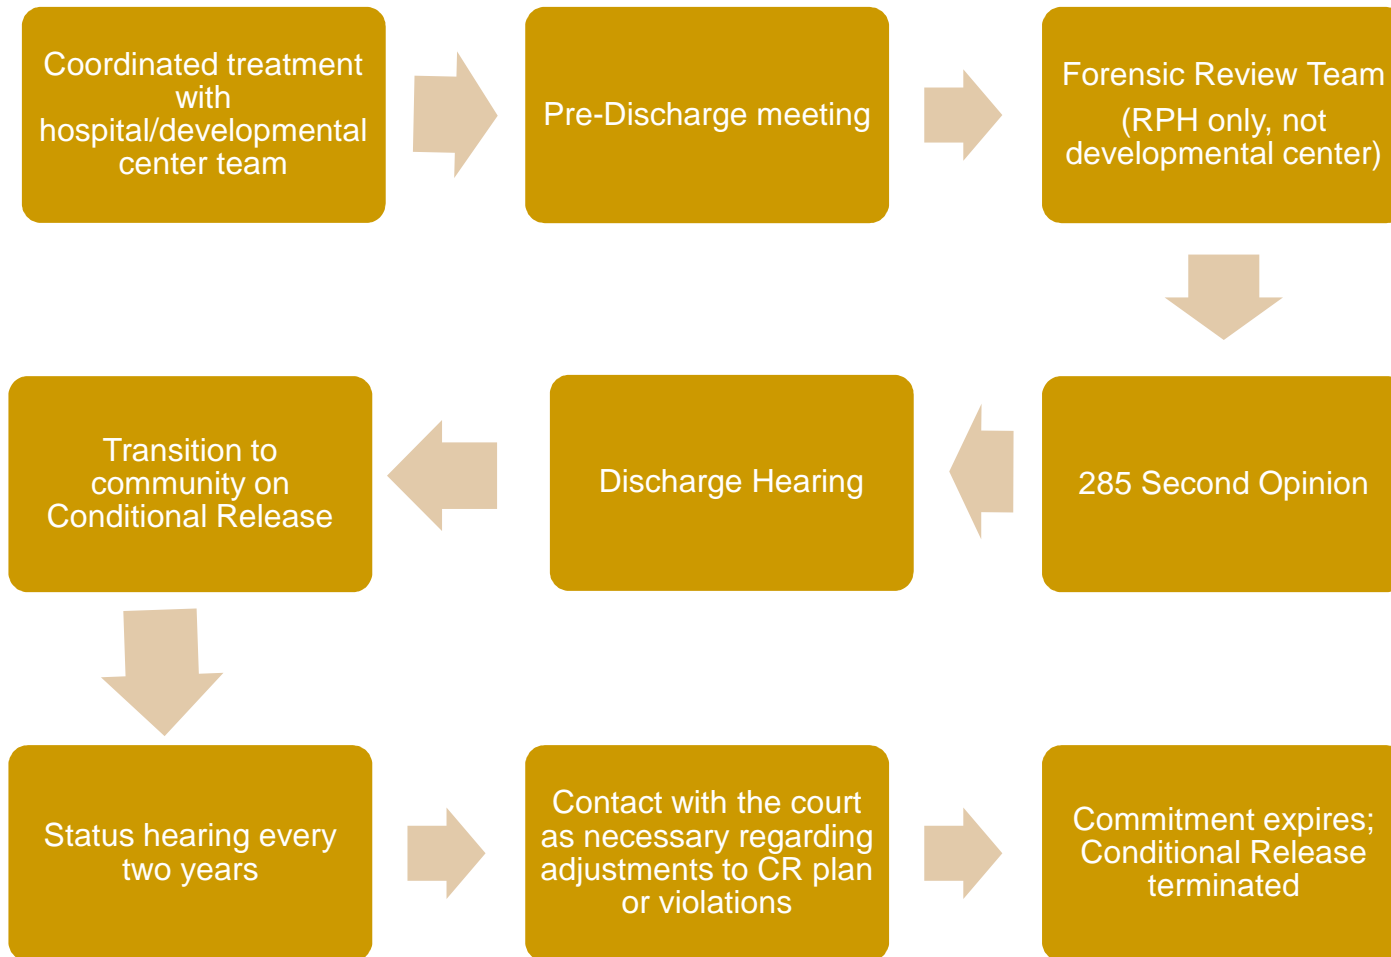 Coordinated treatment
with
hospital/developmental
center team
Pre-Discharge meeting
Forensic Review Team
(RPH only, not
developmental center)
285 Second Opinion
Discharge Hearing
Transition to
community on
Conditional Release
Status hearing every
two years
Contact with the court
as necessary regarding
adjustments to CR plan
or violations
Commitment expires;
Conditional Release
terminated